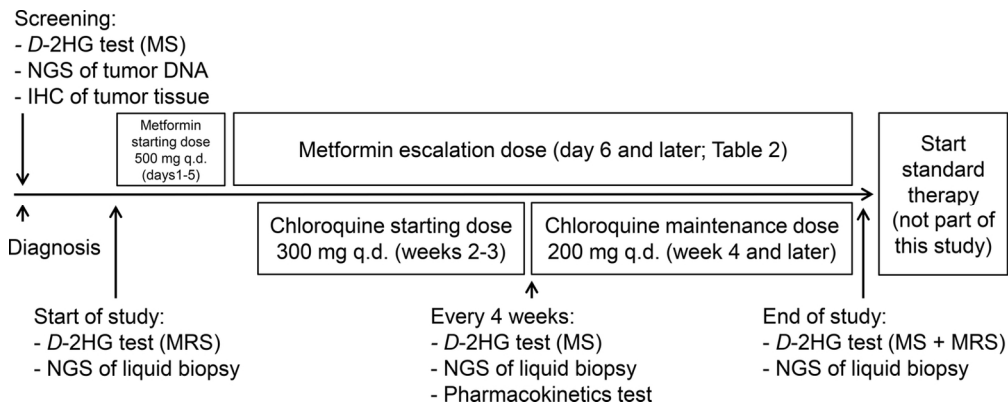 Screening:
- D-2HG test (MS)
- NGS of tumor DNA
- IHC of tumor tissue
Metformin
starting dose
500 mg q.d.
(days1-5)
Metformin escalation dose (day 6 and later; Table 2)
Start
standard
therapy
(not part of
this study)
Diagnosis
Chloroquine starting dose
300 mg q.d. (weeks 2-3)
Chloroquine maintenance dose
200 mg q.d. (week 4 and later)
Start of study:
- D-2HG test (MRS)
- NGS of liquid biopsy
Every 4 weeks:
- D-2HG test (MS)
- NGS of liquid biopsy
- Pharmacokinetics test
End of study:
- D-2HG test (MS + MRS)
- NGS of liquid biopsy